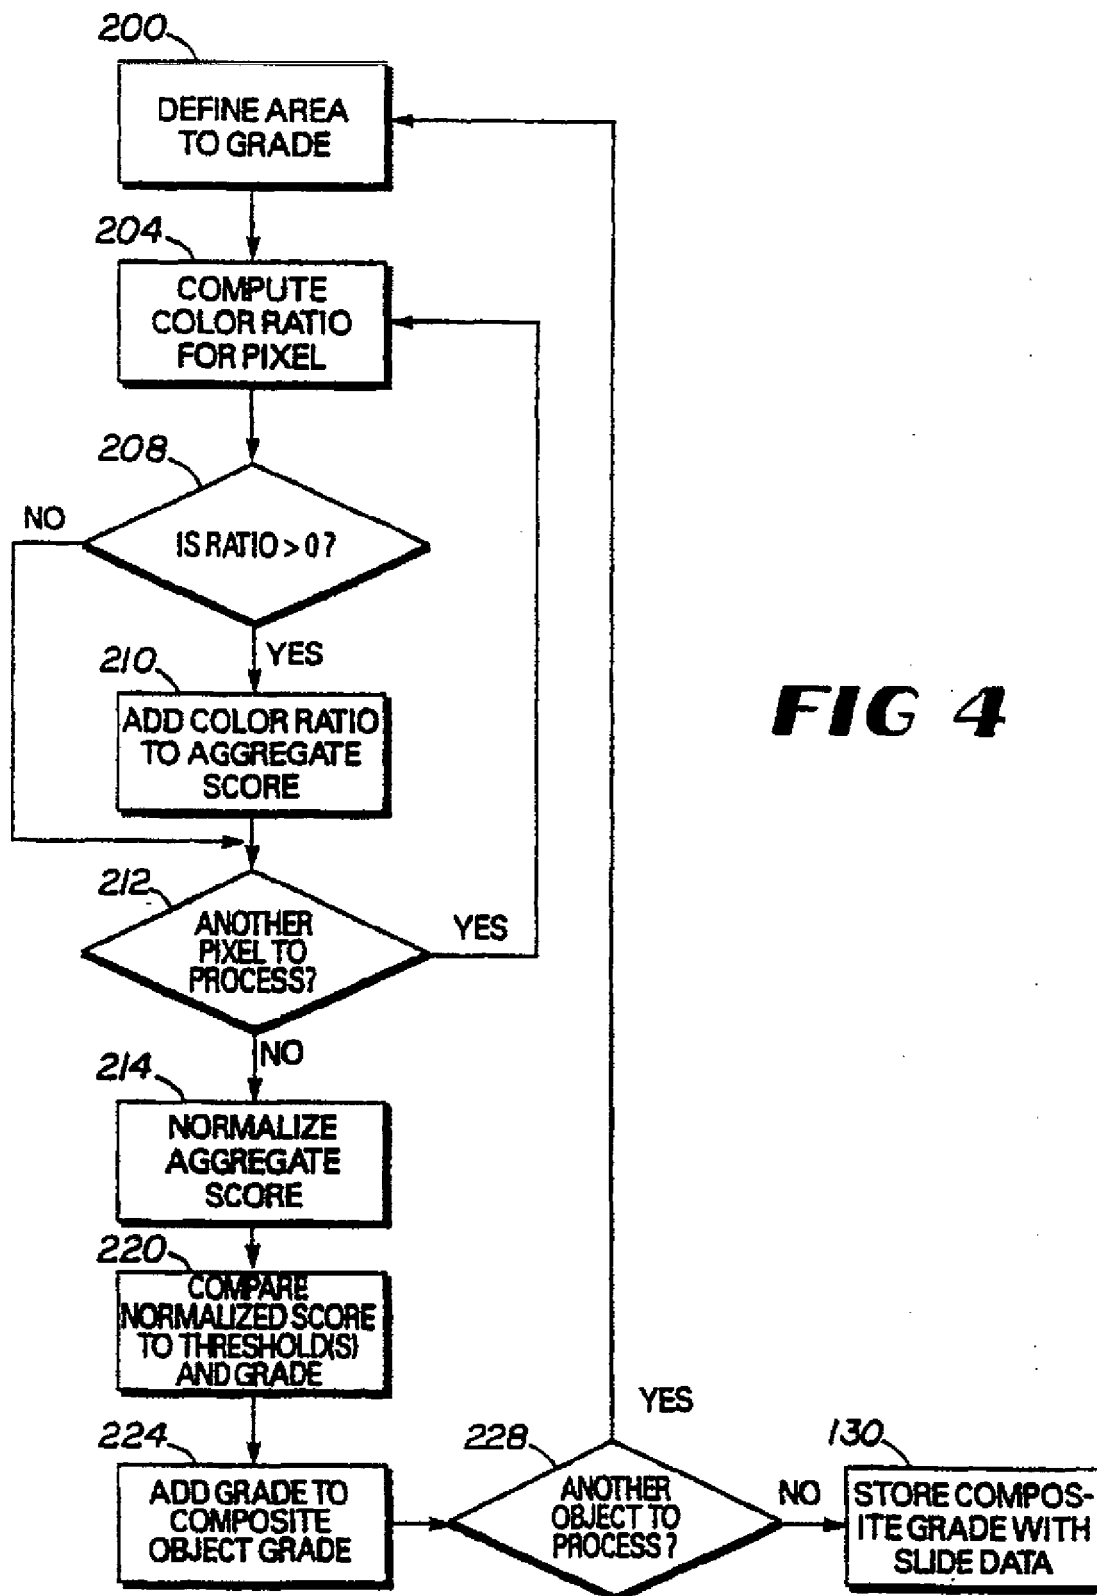 200
DEFINE AREA
TO GRADE
204
COMPUTE
COLOR RATIO
FOR PIXEL
208
NO
IS RATIO > 0?
YES
210
ADD COLOR RATIO
TO AGGREGATE
SCORE
FIG 4
212
ANOTHER
PIXEL TO
PROCESS?
YES
NO
214
NORMALIZE
AGGREGATE
SCORE
220
COMPARE
NORMALIZED SCORE
TO THRESHOLD(S)
AND GRADE
224
ADD GRADE TO
COMPOSITE
OBJECT GRADE
228
YES
ANOTHER
OBJECT TO
PROCESS?
NO
130
STORE COMPOS-
ITE GRADE WITH
SLIDE DATA